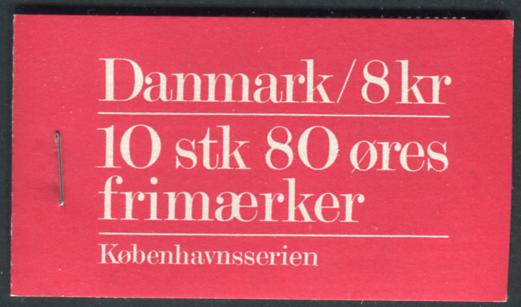 Danmark/8 kr
10 stk 80 øres
frimærker
Københavnsserien